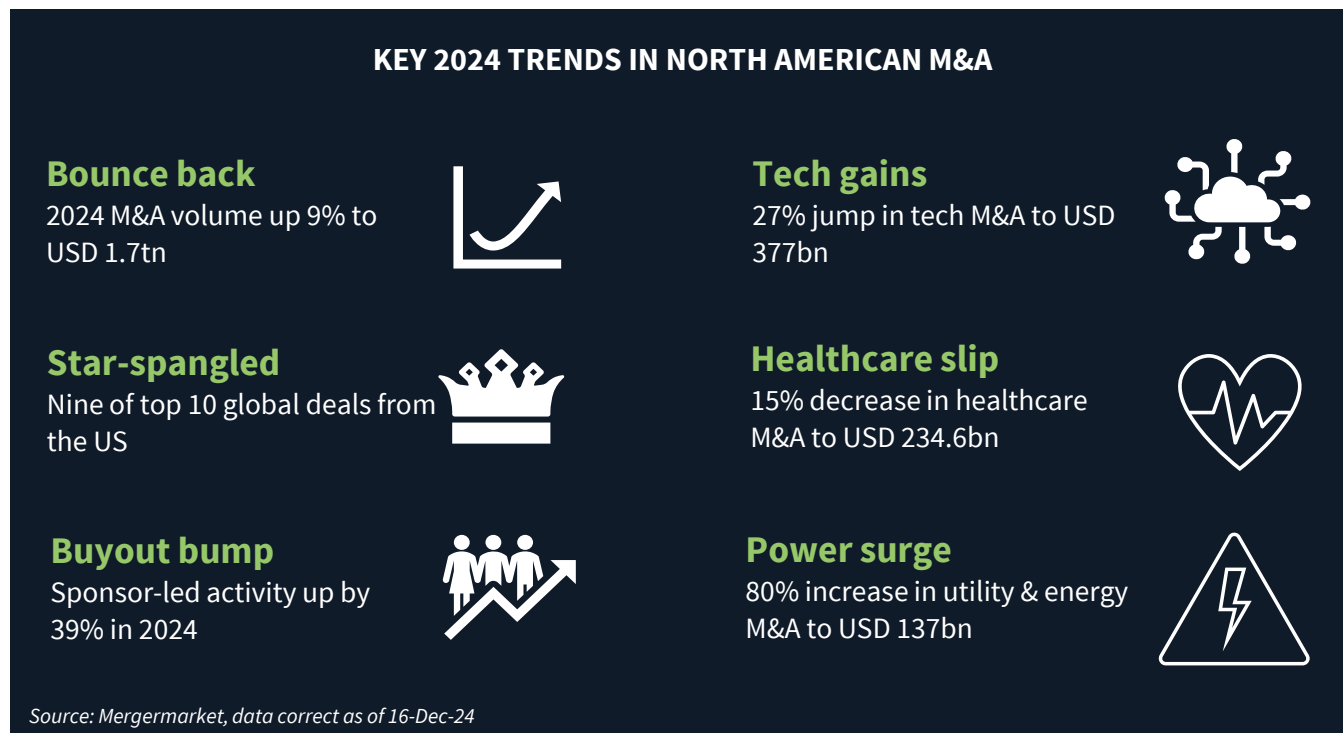 KEY 2024 TRENDS IN NORTH AMERICAN M&A
Bounce back
2024 M&A volume up 9% to
USD 1.7tn
Star-spangled
Nine of top 10 global deals from
the US
Buyout bump
Sponsor-led activity up by
39% in 2024
Tech gains
27% jump in tech M&A to USD
377bn
Healthcare slip
15% decrease in healthcare
M&A to USD 234.6bn
Power surge
80% increase in utility & energy
M&A to USD 137bn
Source: Mergermarket, data correct as of 16-Dec-24